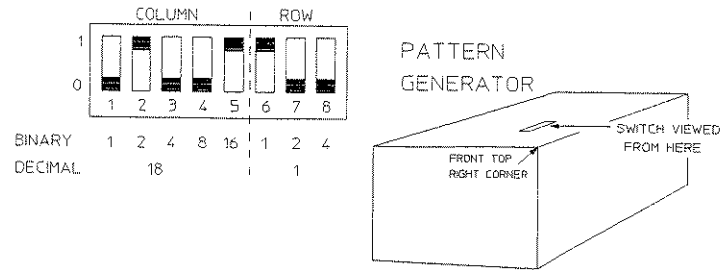 COLUMN ROW
1
0
1 2 3 4 5 6 7 8
BINARY 1 2 4 8 16 1 2 4
DECIMAL 18 1
PATTERN
GENERATOR
SWITCH VIEWED
FROM HERE
FRONT TOP
RIGHT CORNER